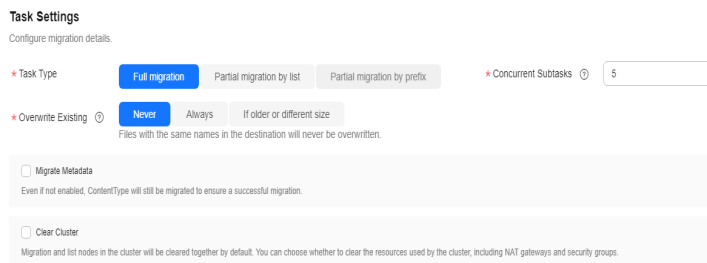 Task Settings
Configure migration details.
* Task Type Full migration Partial migration by list Partial migration by prefix * Concurrent Subtasks ? 5
* Overwrite Existing ? Never Always If older or different size
Files with the same names in the destination will never be overwritten.
Migrate Metadata
Even if not enabled, ContentType will still be migrated to ensure a successful migration.
Clear Cluster
Migration and list nodes in the cluster will be cleared together by default. You can choose whether to clear the resources used by the cluster, including NAT gateways and security groups.